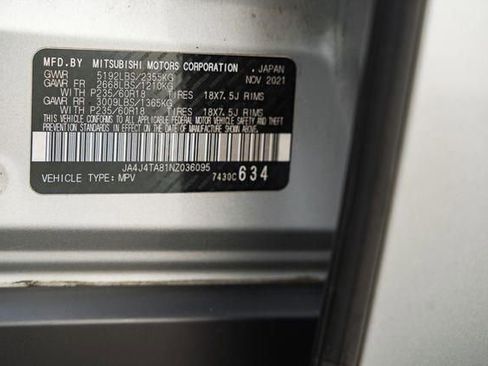 MFD.BY MITSUBISHI MOTORS CORPORATION, JAPAN
GVWR 5192LBS/2355KG NOV 2021
GAWR FR 2668LBS/1210KG
WITH P235/60R18 TIRES 18X7.5J RIMS
GAWR RR 3009LBS/1365KG
WITH P235/60R18 TIRES 18X7.5J RIMS
THIS VEHICLE CONFORMS TO ALL APPLICABLE FEDERAL
MOTOR VEHICLE SAFETY, BUMPER, AND THEFT
PREVENTION STANDARDS IN EFFECT ON THE DATE OF
MANUFACTURE SHOWN ABOVE.
JA4J4TA81NZ036095
VEHICLE TYPE: MPV 7430C634